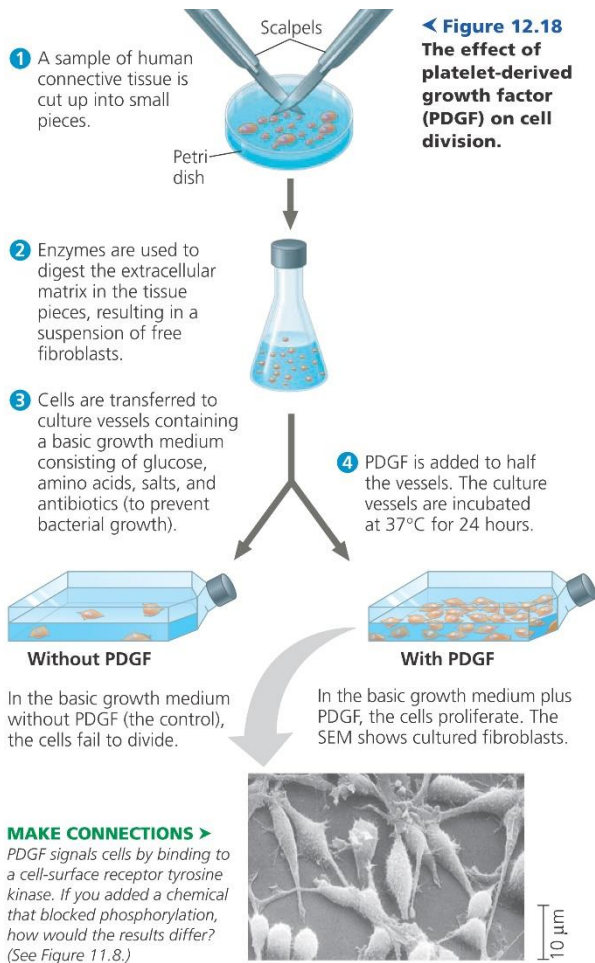 Scalpels
◄ Figure 12.18
The effect of
platelet-derived
growth factor
(PDGF) on cell
division.
1 A sample of human
connective tissue is
cut up into small
pieces.
Petri
dish
2 Enzymes are used to
digest the extracellular
matrix in the tissue
pieces, resulting in a
suspension of free
fibroblasts.
3 Cells are transferred to
culture vessels containing
a basic growth medium
consisting of glucose,
amino acids, salts, and
antibiotics (to prevent
bacterial growth).
4 PDGF is added to half
the vessels. The culture
vessels are incubated
at 37°C for 24 hours.
Without PDGF
In the basic growth medium
without PDGF (the control),
the cells fail to divide.
With PDGF
In the basic growth medium plus
PDGF, the cells proliferate. The
SEM shows cultured fibroblasts.
MAKE CONNECTIONS ➤
PDGF signals cells by binding to
a cell-surface receptor tyrosine
kinase. If you added a chemical
that blocked phosphorylation,
how would the results differ?
(See Figure 11.8.)
10 μm